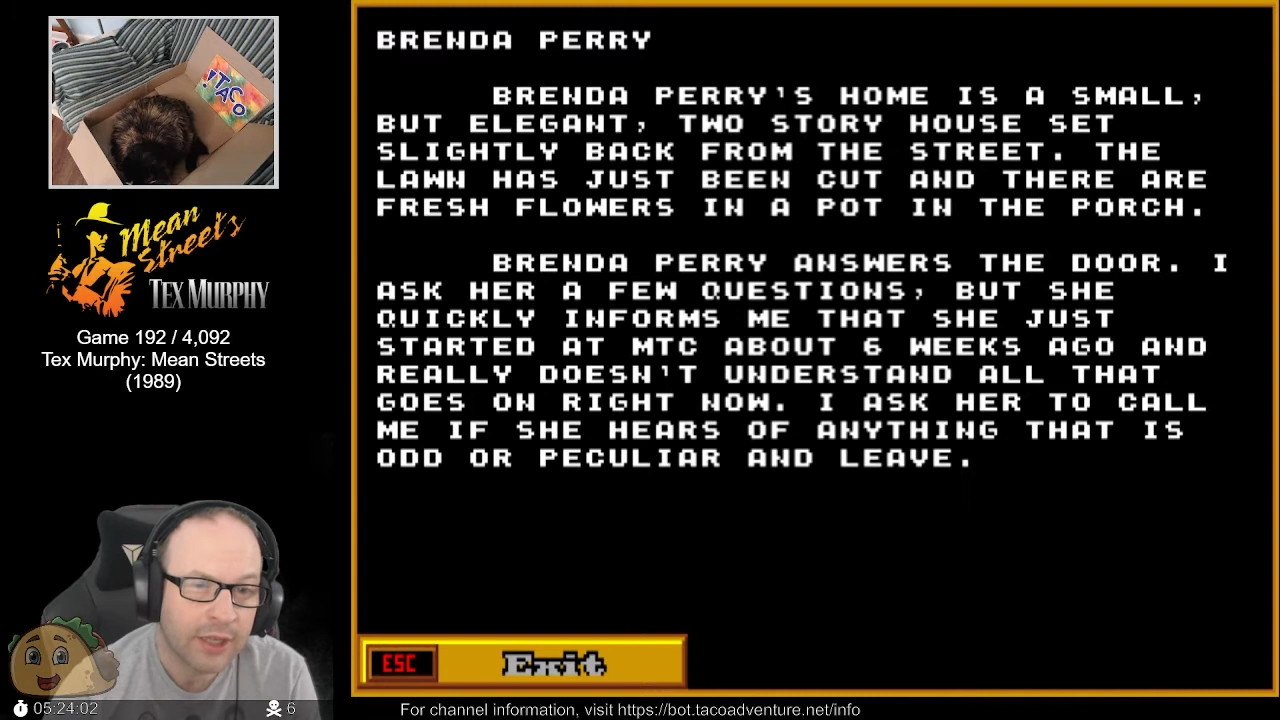 !TACO
Mean
Streets
TEX MURPHY
Game 192 / 4,092
Tex Murphy: Mean Streets
(1989)
BRENDA PERRY
BRENDA PERRY'S HOME IS A SMALL,
BUT ELEGANT, TWO STORY HOUSE SET
SLIGHTLY BACK FROM THE STREET. THE
LAWN HAS JUST BEEN CUT AND THERE ARE
FRESH FLOWERS IN A POT IN THE PORCH.
BRENDA PERRY ANSWERS THE DOOR. I
ASK HER A FEW QUESTIONS, BUT SHE
QUICKLY INFORMS ME THAT SHE JUST
STARTED AT MTC ABOUT 6 WEEKS AGO AND
REALLY DOESN'T UNDERSTAND ALL THAT
GOES ON RIGHT NOW. I ASK HER TO CALL
ME IF SHE HEARS OF ANYTHING THAT IS
ODD OR PECULIAR AND LEAVE.
ESC Exit
05:24:02
6
For channel information, visit https://bot.tacoadventure.net/info